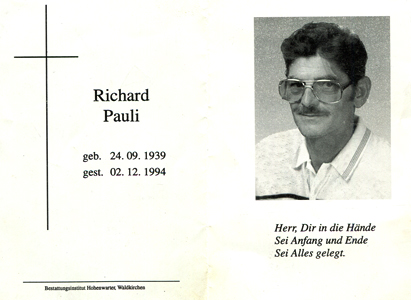 Richard
Pauli
geb. 24. 09. 1939
gest. 02. 12. 1994
Bestattungsinstitut Hohenwarter, Waldkirchen
Herr, Dir in die Hände
Sei Anfang und Ende
Sei Alles gelegt.